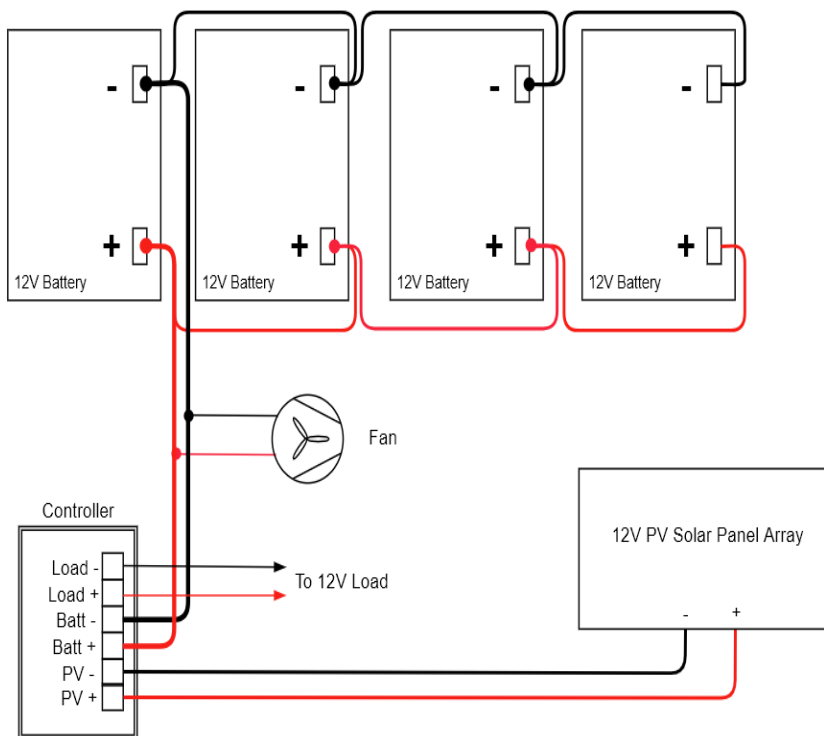 - - - -
+ + + +
12V Battery 12V Battery 12V Battery 12V Battery
Fan
Controller
12V PV Solar Panel Array
Load -
To 12V Load
Load +
Batt -
- +
Batt +
PV -
PV +